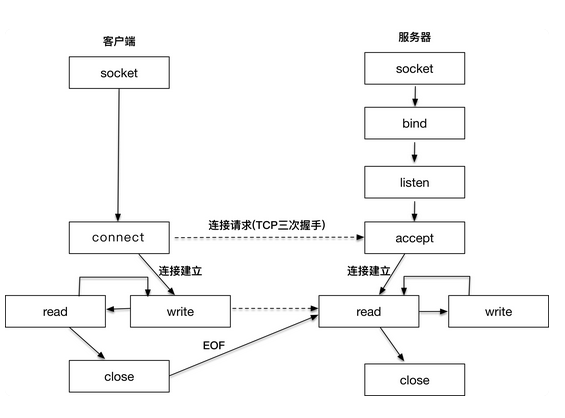 客户端
服务器
socket
socket
bind
listen
连接请求(TCP三次握手)
connect
accept
连接建立
连接建立
read
write
read
write
EOF
close
close